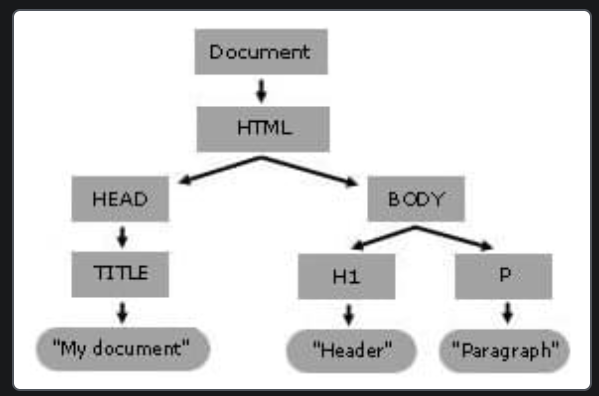 Document
HTML
HEAD
BODY
TITLE
H1
P
"My document"
"Header"
"Paragraph"